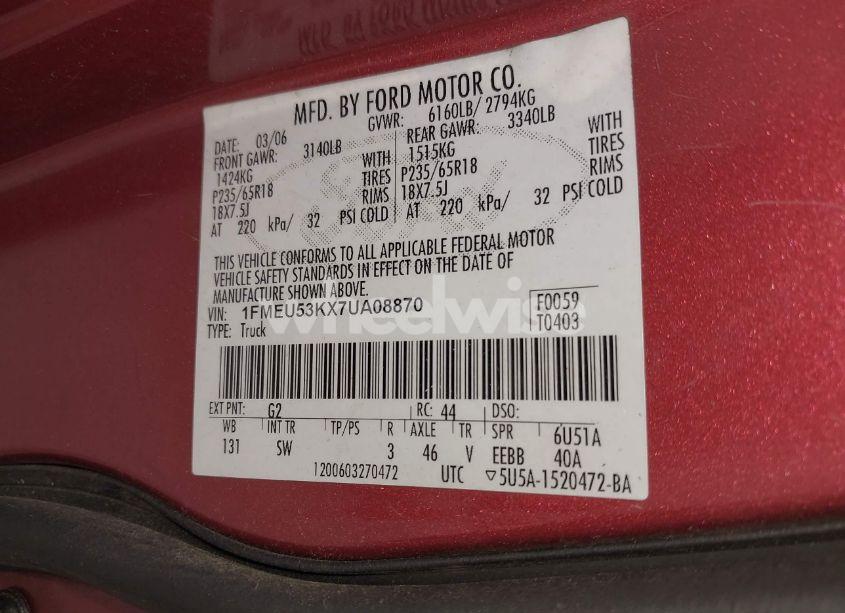 MFD. BY FORD MOTOR CO.
DATE: 03/06 GVWR: 6160LB/ 2794KG
FRONT GAWR: 3140LB REAR GAWR: 3340LB
1424KG WITH 1515KG WITH
P235/65R18 TIRES P235/65R18 TIRES
18X7.5J RIMS 18X7.5J RIMS
AT 220 kPa/ 32 PSI COLD AT 220 kPa/ 32 PSI COLD
THIS VEHICLE CONFORMS TO ALL APPLICABLE FEDERAL MOTOR
VEHICLE SAFETY STANDARDS IN EFFECT ON THE DATE OF
MANUFACTURE SHOWN ABOVE.
VIN: 1FMEU53KX7UA08870 F0059
TYPE: Truck T0403
wheelwise
EXT PNT: G2 RC: 44 DSO:
WB INT TR TP/PS R AXLE TR SPR 6U51A
131 SW 3 46 V EEBB 40A
1200603270472 UTC ▽5U5A-1520472-BA